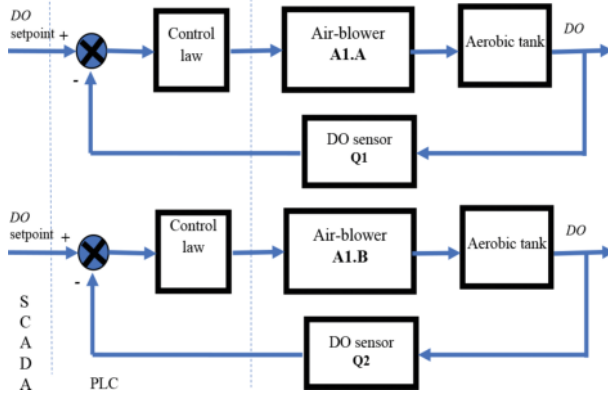 DO
setpoint
+
-
Control
law
Air-blower
A1.A
Aerobic tank
DO
DO sensor
Q1
DO
setpoint
+
-
Control
law
Air-blower
A1.B
Aerobic tank
DO
DO sensor
Q2
S
C
A
D
A
PLC